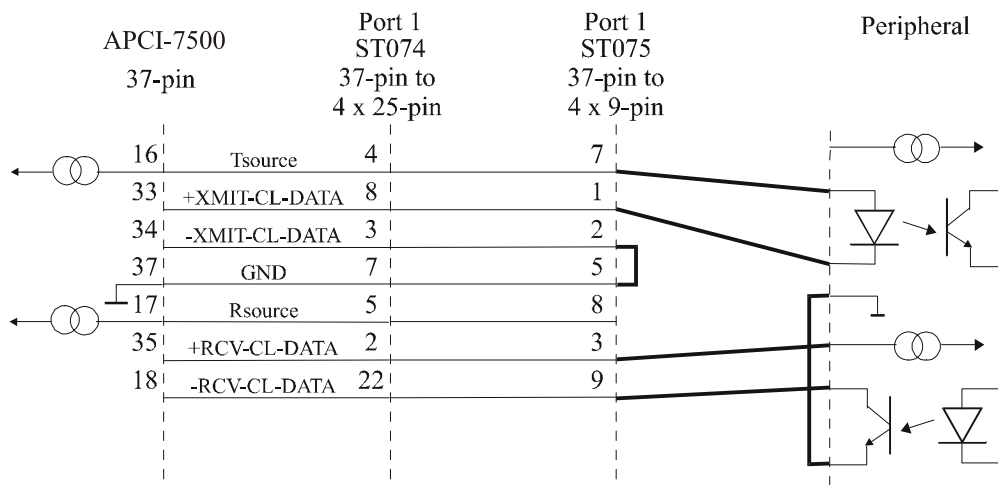 APCI-7500
37-pin
Port 1
ST074
37-pin to
4 x 25-pin
Port 1
ST075
37-pin to
4 x 9-pin
Peripheral
16 Tsource 4 7
33 +XMIT-CL-DATA 8 1
34 -XMIT-CL-DATA 3 2
37 GND 7 5
17 Rsource 5 8
35 +RCV-CL-DATA 2 3
18 -RCV-CL-DATA 22 9